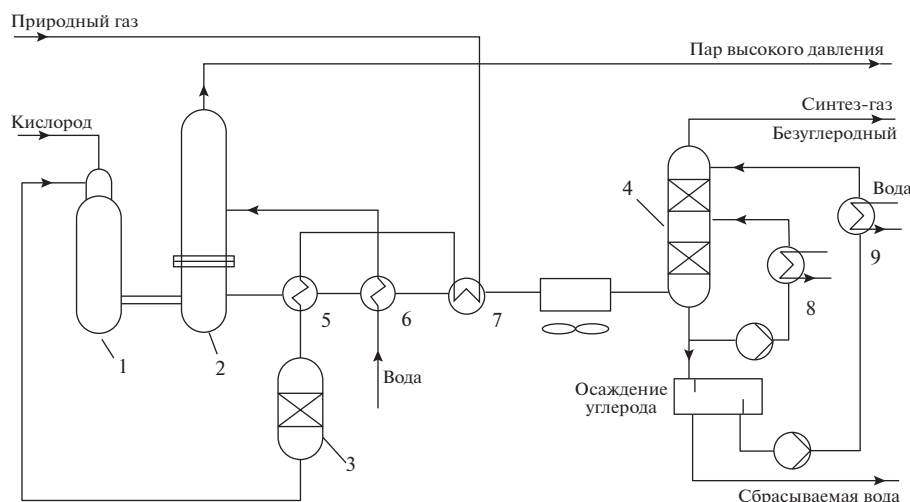 Природный газ
Пар высокого давления
Синтез-газ
Кислород
Безуглеродный
4
Вода
9
5
6
7
8
1
2
Вода
Осаждение
углерода
3
Сбрасываемая вода